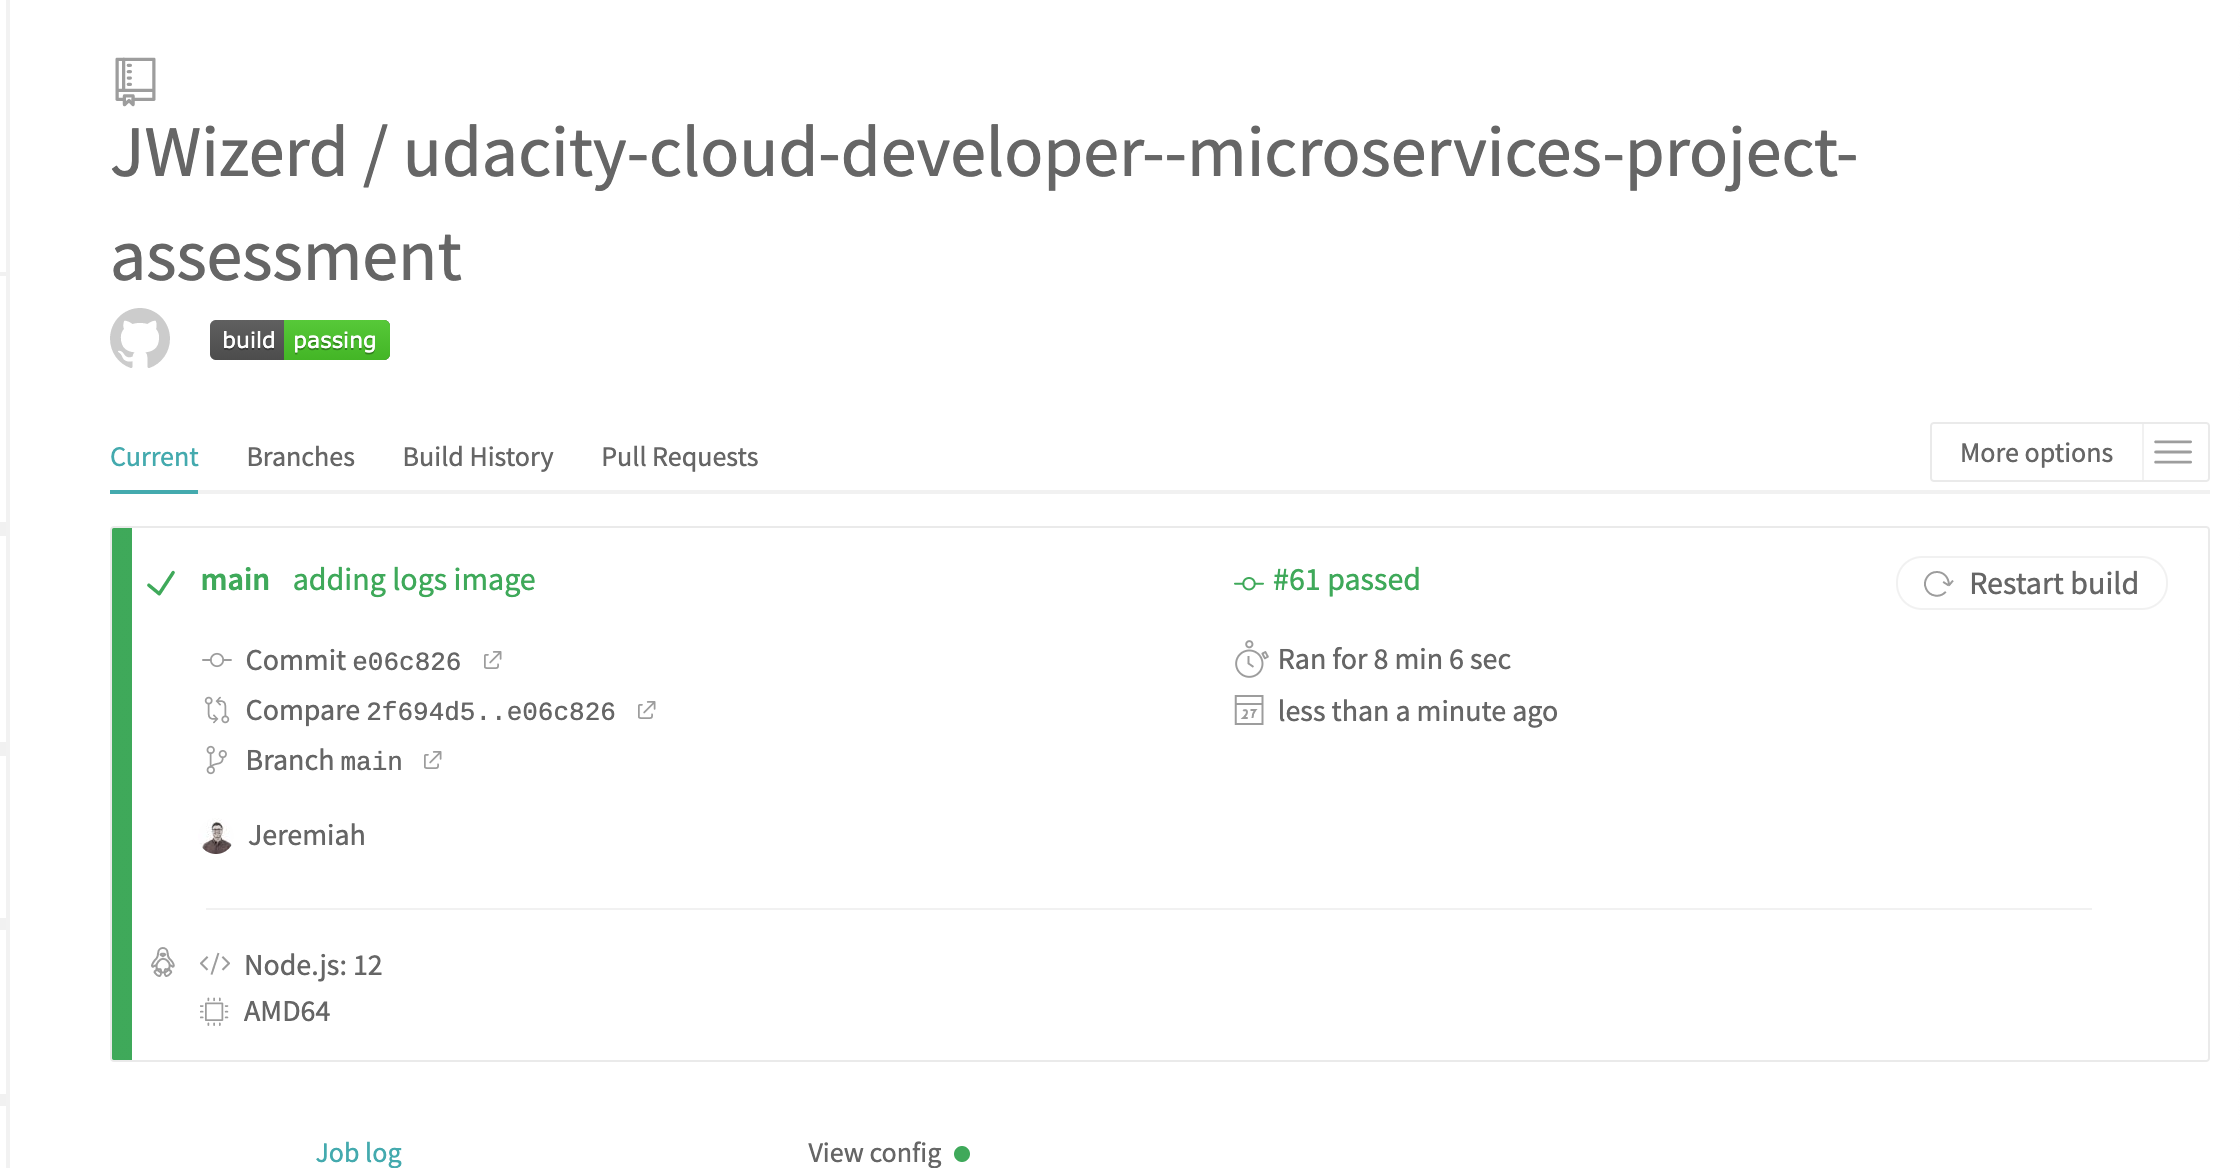 JWizerd / udacity-cloud-developer--microservices-project-
assessment
build passing
Current Branches Build History Pull Requests More options
main adding logs image
#61 passed
Restart build
Commit e06c826
Ran for 8 min 6 sec
Compare 2f694d5..e06c826
27 less than a minute ago
Branch main
Jeremiah
</> Node.js: 12
AMD64
Job log View config